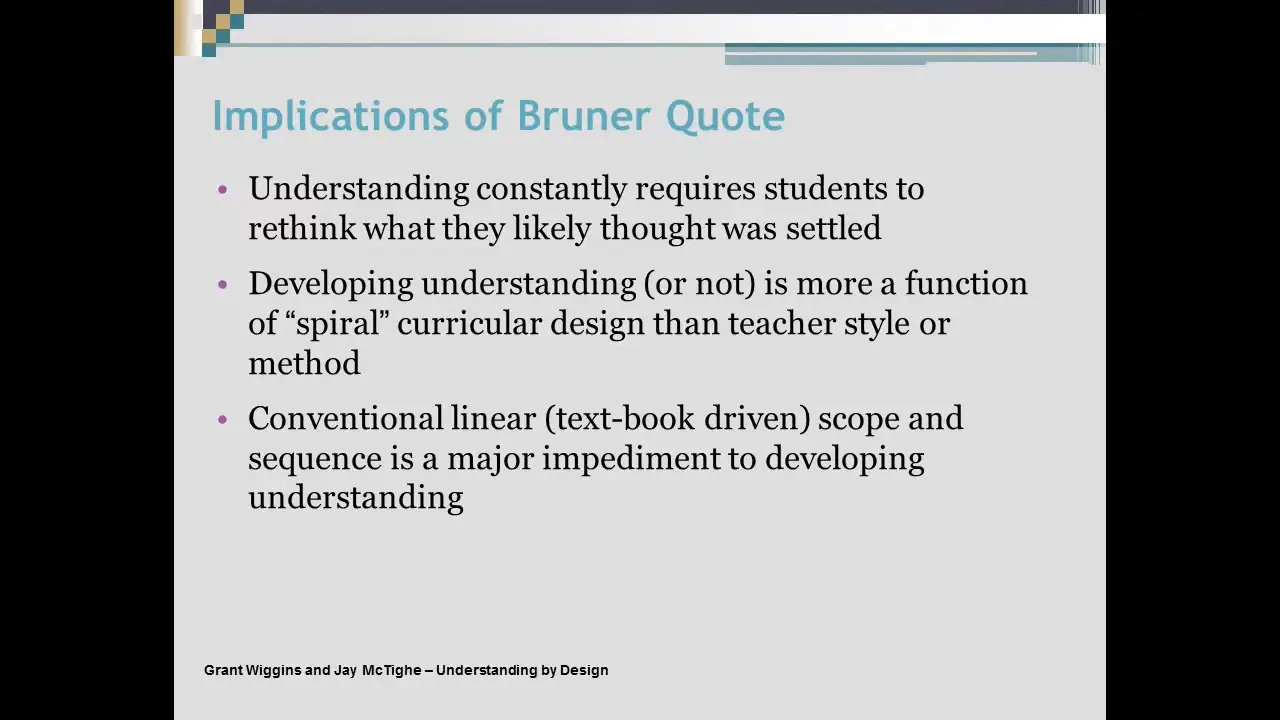 Implications of Bruner Quote
• Understanding constantly requires students to
rethink what they likely thought was settled
• Developing understanding (or not) is more a function
of “spiral” curricular design than teacher style or
method
• Conventional linear (text-book driven) scope and
sequence is a major impediment to developing
understanding
Grant Wiggins and Jay McTighe – Understanding by Design